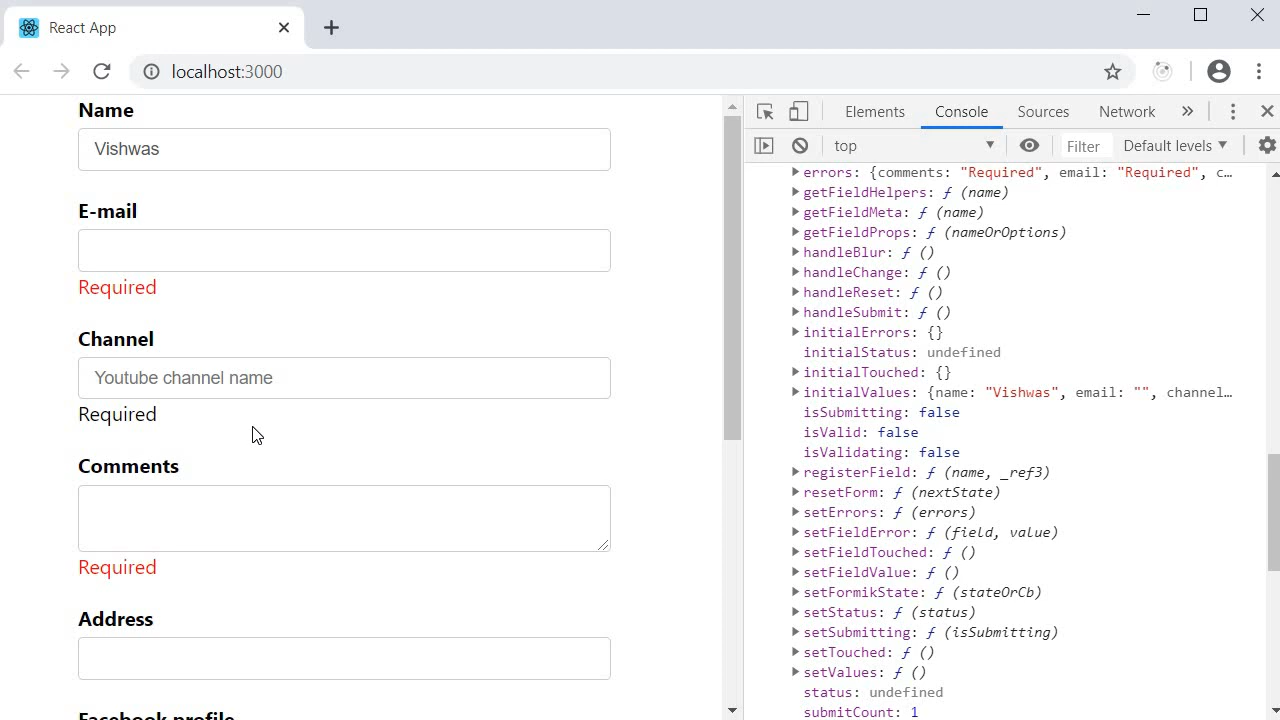 React App
localhost:3000
Name
Vishwas
E-mail
Required
Channel
Youtube channel name
Required
Comments
Required
Address
Facebook profile
Elements Console Sources Network »
top Filter Default levels
errors: {comments: "Required", email: "Required", c…
getFieldHelpers: ƒ (name)
getFieldMeta: ƒ (name)
getFieldProps: ƒ (nameOrOptions)
handleBlur: ƒ ()
handleChange: ƒ ()
handleReset: ƒ ()
handleSubmit: ƒ ()
initialErrors: {}
initialStatus: undefined
initialTouched: {}
initialValues: {name: "Vishwas", email: "", channel…
isSubmitting: false
isValid: false
isValidating: false
registerField: ƒ (name, _ref3)
resetForm: ƒ (nextState)
setErrors: ƒ (errors)
setFieldError: ƒ (field, value)
setFieldTouched: ƒ ()
setFieldValue: ƒ ()
setFormikState: ƒ (stateOrCb)
setStatus: ƒ (status)
setSubmitting: ƒ (isSubmitting)
setTouched: ƒ ()
setValues: ƒ ()
status: undefined
submitCount: 1